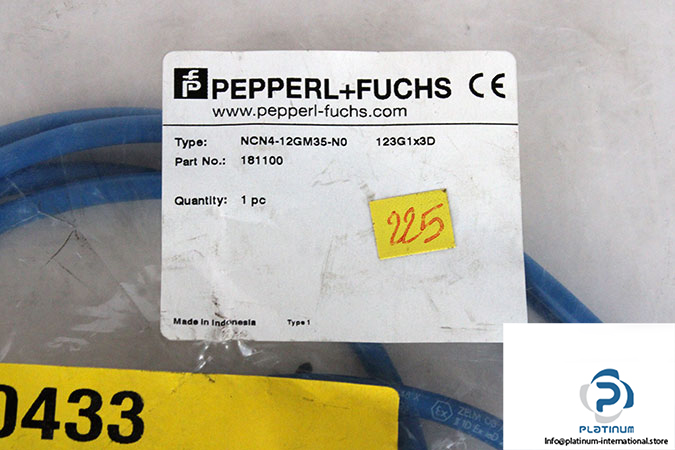 PEPPERL+FUCHS CE
www.pepperl-fuchs.com
Type: NCN4-12GM35-N0 123G1x3D
Part No.: 181100
Quantity: 1 pc
225
Made in Indonesia Type 1
0433
Ex
PLATINUM
Info@platinum-international.store